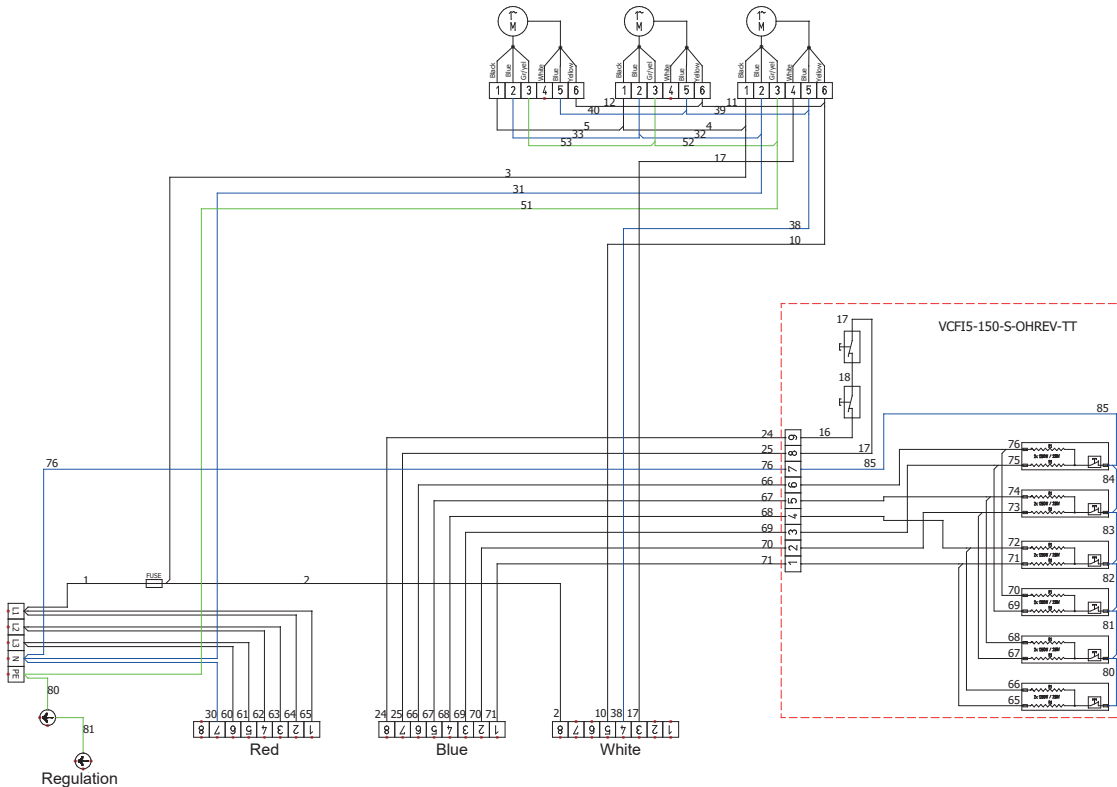 1~ M 1~ M 1~ M
Black Blue Gr/yel White Blue Yellow Black Blue Gr/yel White Blue Yellow Black Blue Gr/yel White Blue Yellow
1 2 3 4 5 6 1 2 3 4 5 6 1 2 3 4 5 6
12 11
40 39
5 4
33 32
53 52
17
3
31
51
38
10
VCFI5-150-S-OHREV-TT
17
18
85
24 9 16
25 8 17
76 76 7 85
66 6
67 5
68 4
69 3
70 2
71 1
76
75
84
74
73
83
72
71
82
70
69
81
68
67
80
66
65
1 FUSE 2
L1
L2
L3
N
PE
80
81
Regulation
30 60 61 62 63 64 65
8 7 6 5 4 3 2 1
Red
24 25 66 67 68 69 70 71
8 7 6 5 4 3 2 1
Blue
2 10 38 17
8 7 6 5 4 3 2 1
White